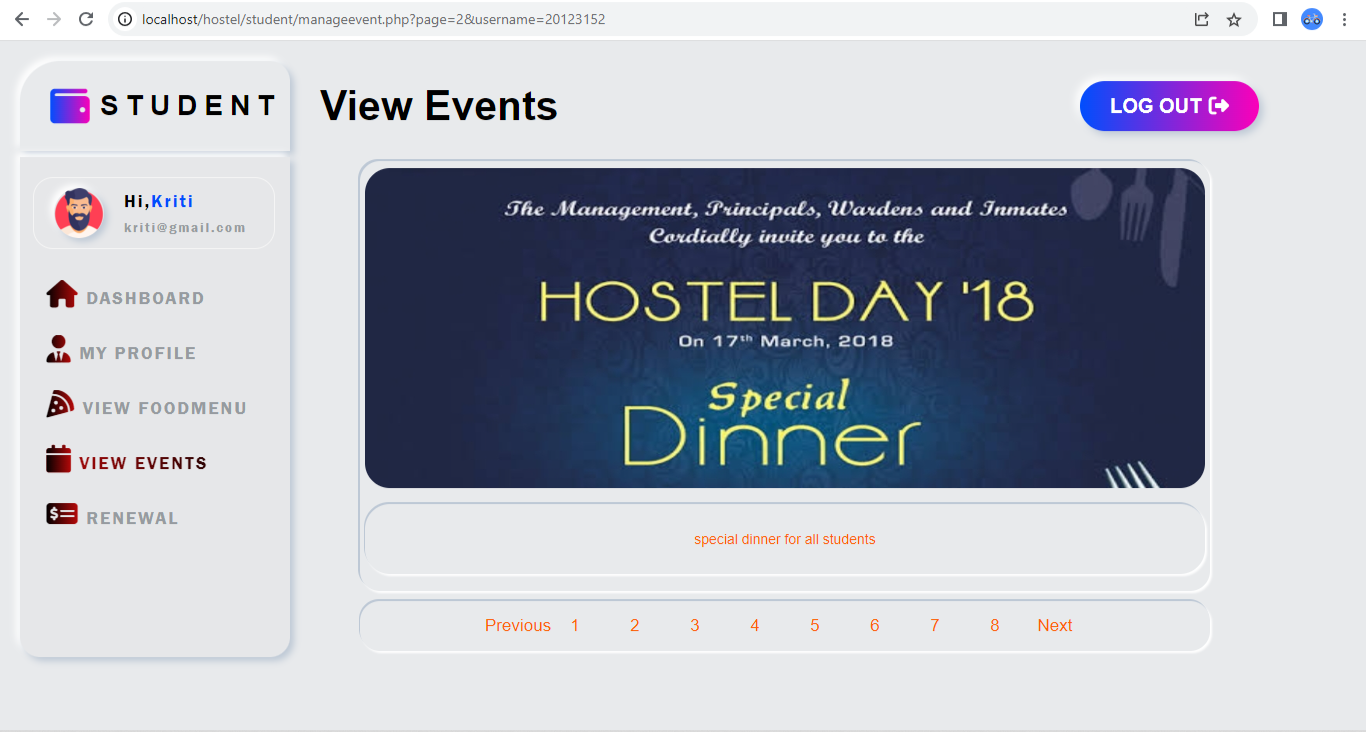 localhost/hostel/student/manageevent.php?page=2&username=20123152
STUDENT
View Events
LOG OUT
Hi,Kriti
kriti@gmail.com
DASHBOARD
MY PROFILE
VIEW FOODMENU
VIEW EVENTS
RENEWAL
The Management, Principals, Wardens and Inmates
Cordially invite you to the
HOSTEL DAY '18
On 17th March, 2018
Special
Dinner
special dinner for all students
Previous 1 2 3 4 5 6 7 8 Next